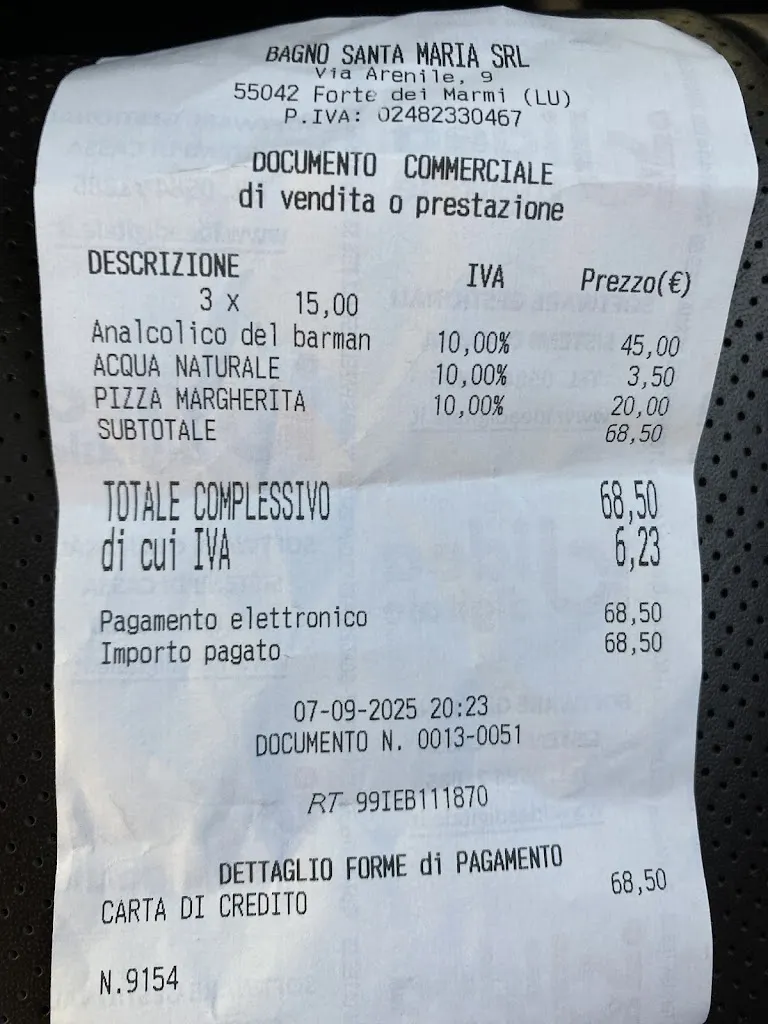 BAGNO SANTA MARIA SRL
Via Arenile, 9
55042 Forte dei Marmi (LU)
P.IVA: 02482330467
DOCUMENTO COMMERCIALE
di vendita o prestazione
DESCRIZIONE IVA Prezzo(€)
3 x 15,00
Analcolico del barman 10,00% 45,00
ACQUA NATURALE 10,00% 3,50
PIZZA MARGHERITA 10,00% 20,00
SUBTOTALE 68,50
TOTALE COMPLESSIVO 68,50
di cui IVA 6,23
Pagamento elettronico 68,50
Importo pagato 68,50
07-09-2025 20:23
DOCUMENTO N. 0013-0051
RT 99IEB111870
DETTAGLIO FORME di PAGAMENTO
CARTA DI CREDITO 68,50
N.9154